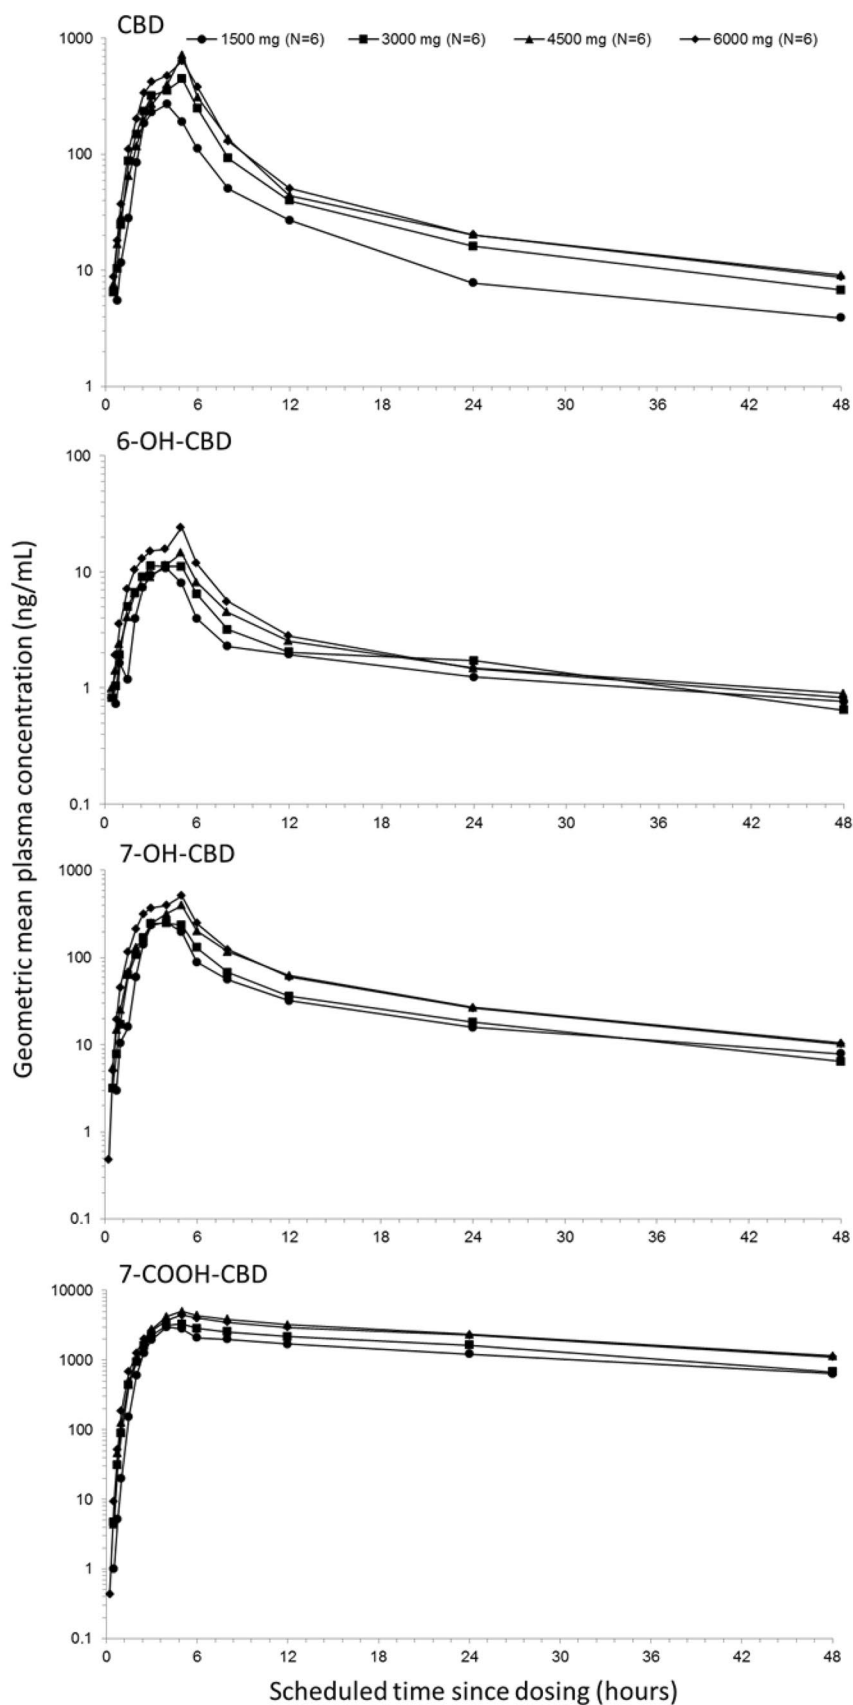 CBD
1500 mg (N=6) 3000 mg (N=6) 4500 mg (N=6) 6000 mg (N=6)
1000
100
10
1
0 6 12 24 30 36 42 48
6-OH-CBD
100
10
1
0.1
0 6 12 24 30 36 42 48
7-OH-CBD
1000
100
10
1
0.1
0 6 12 24 30 36 42 48
7-COOH-CBD
10000
1000
100
10
1
0.1
0 6 12 24 30 36 42 48
Geometric mean plasma concentration (ng/mL)
Scheduled time since dosing (hours)